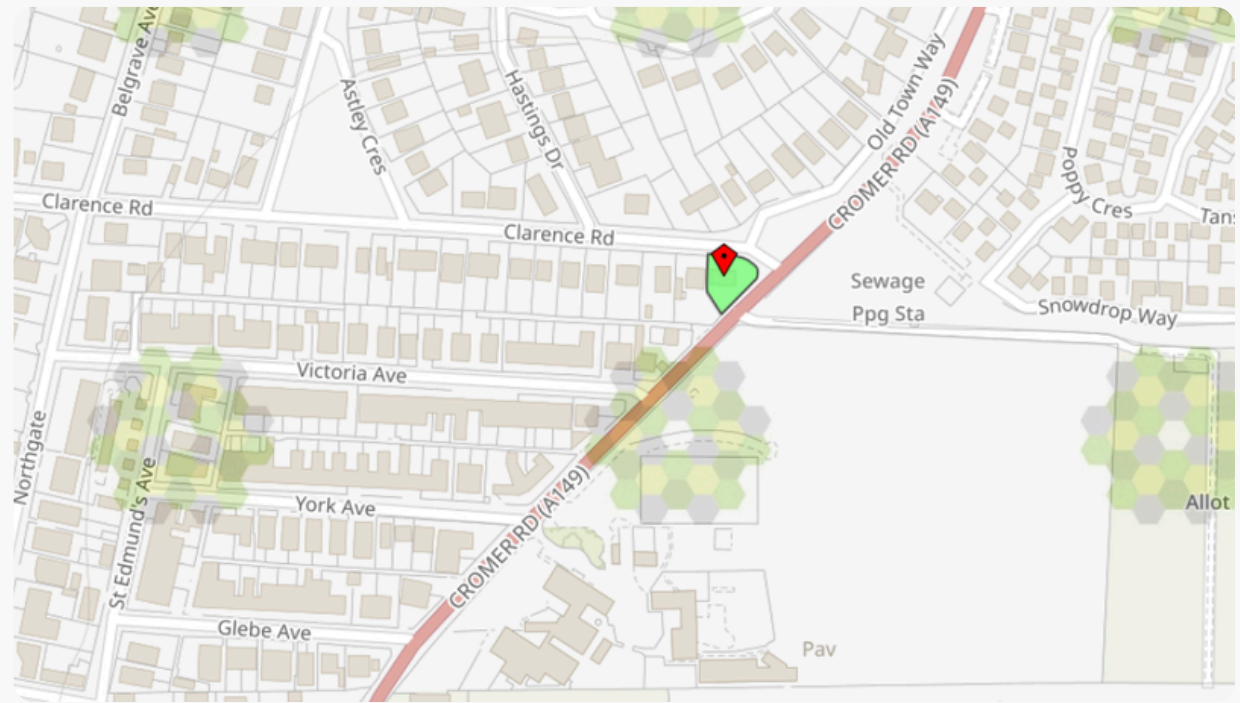 Belgrave Ave
Astley Cres
Hastings Dr
Old Town Way
CROMER RD (A149)
Poppy Cres
Clarence Rd
Clarence Rd
Sewage
Ppg Sta
Snowdrop Way
Victoria Ave
Northgate
St Edmund's Ave
York Ave
Allot
CROMER RD (A149)
Glebe Ave
Pav